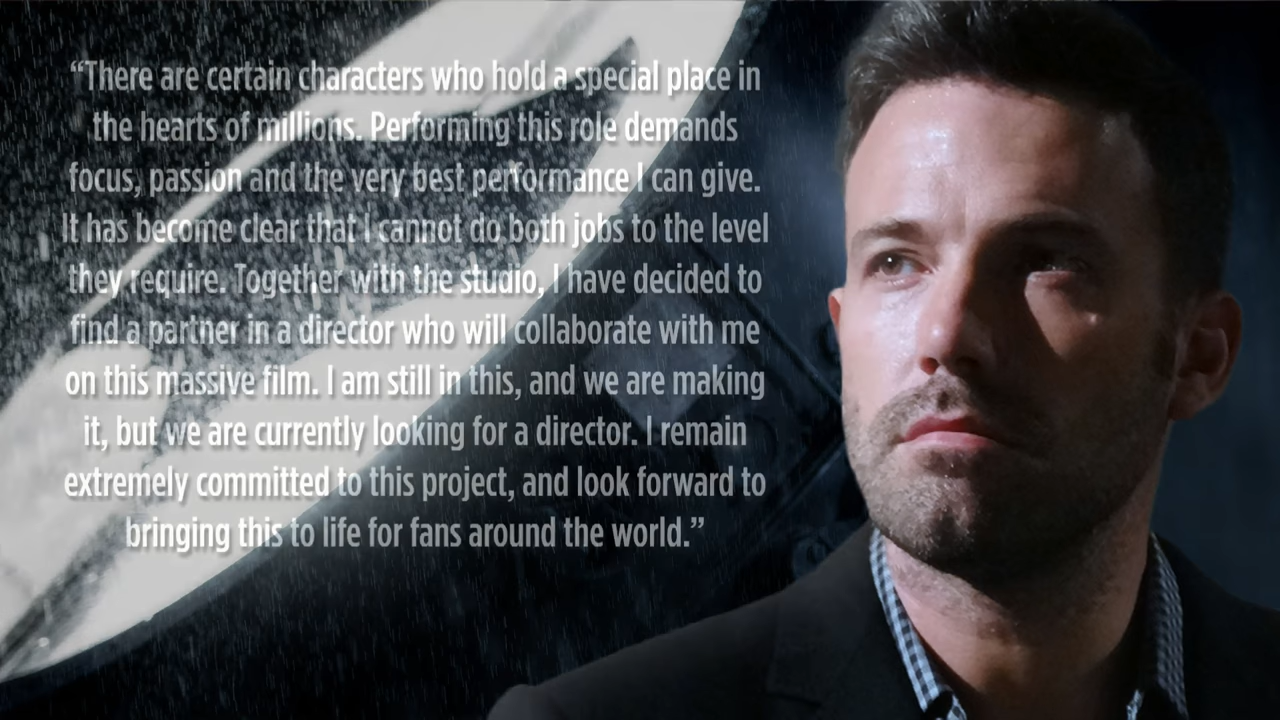 “There are certain characters who hold a special place in
the hearts of millions. Performing this role demands
focus, passion and the very best performance I can give.
It has become clear that I cannot do both jobs to the level
they require. Together with the studio, I have decided to
find a partner in a director who will collaborate with me
on this massive film. I am still in this, and we are making
it, but we are currently looking for a director. I remain
extremely committed to this project, and look forward to
bringing this to life for fans around the world.”